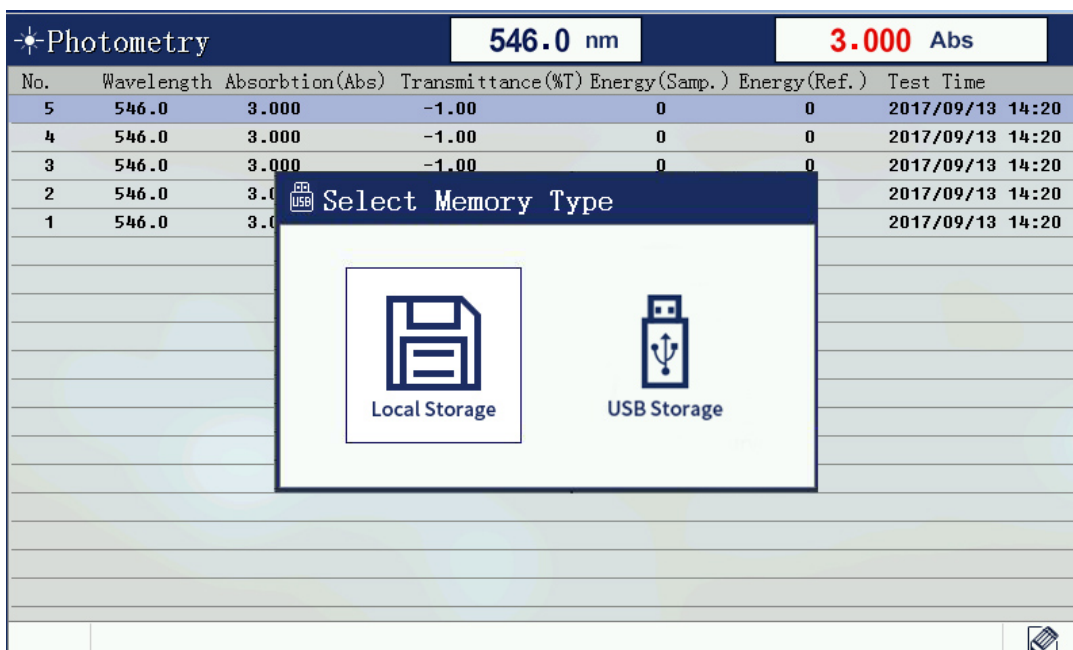 Photometry 546.0 nm 3.000 Abs
No. Wavelength Absorbtion(Abs) Transmittance(%T) Energy(Samp.) Energy(Ref.) Test Time
5 546.0 3.000 -1.00 0 0 2017/09/13 14:20
4 546.0 3.000 -1.00 0 0 2017/09/13 14:20
3 546.0 3.000 -1.00 0 0 2017/09/13 14:20
2 546.0 2017/09/13 14:20
1 546.0 2017/09/13 14:20
USB Select Memory Type
Local Storage USB Storage